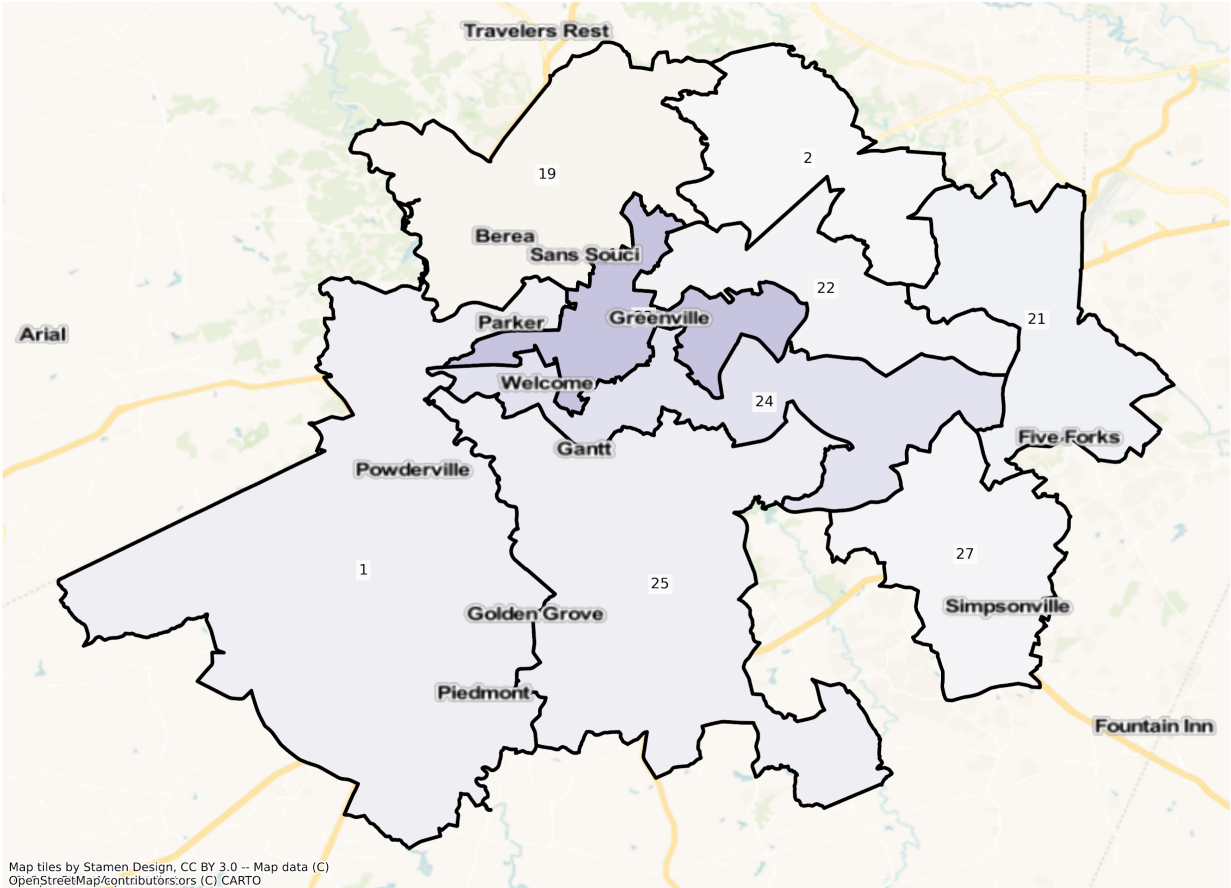 Travelers Rest
2
19
Berea
Sans Souci
22
Greenville
21
Parker
Arial
Welcome
24
Five Forks
Gantt
Powderville
27
1
25
Simpsonville
Golden Grove
Piedmont
Fountain Inn
Map tiles by Stamen Design, CC BY 3.0 -- Map data (C)
OpenStreetMap contributors (C) CARTO